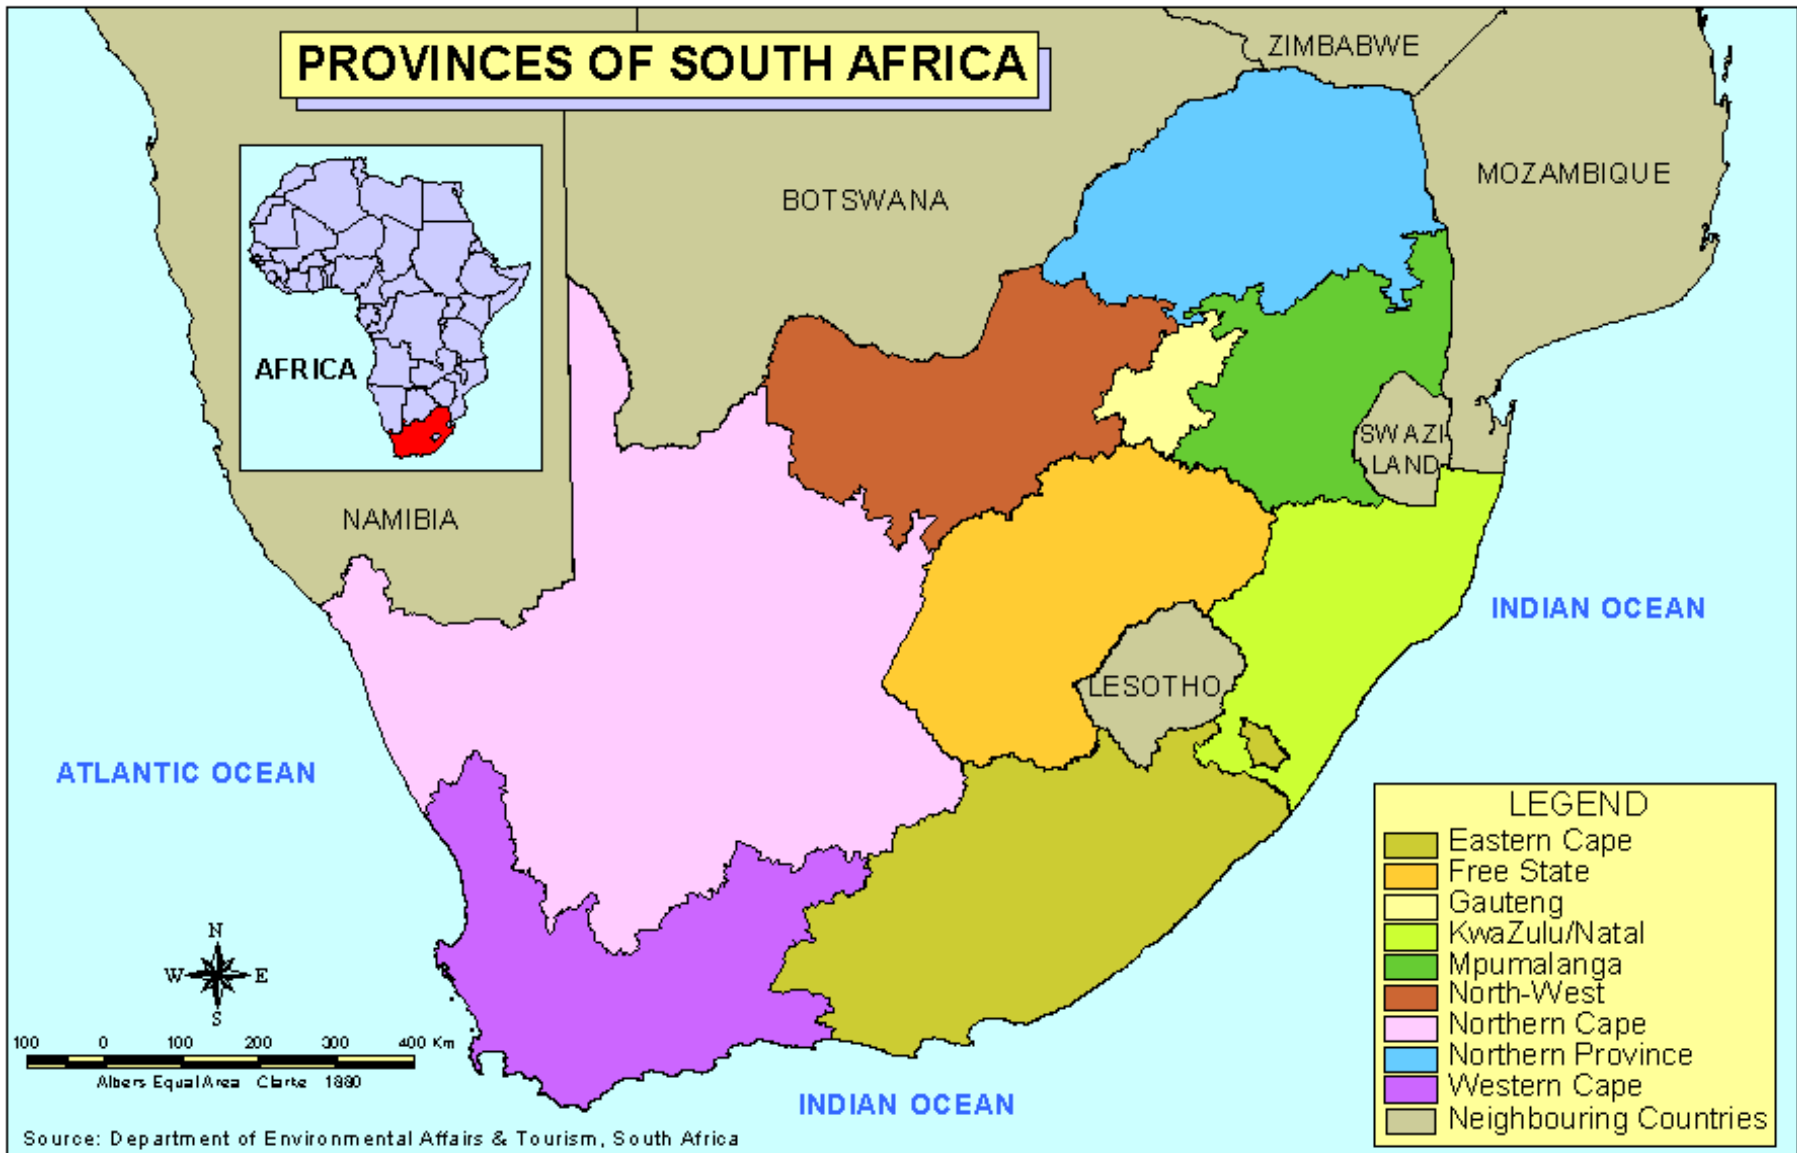 PROVINCES OF SOUTH AFRICA
ZIMBABWE
MOZAMBIQUE
BOTSWANA
AFRICA
SWAZI
LAND
NAMIBIA
INDIAN OCEAN
LESOTHO
ATLANTIC OCEAN
LEGEND
Eastern Cape
Free State
Gauteng
KwaZulu/Natal
Mpumalanga
North-West
Northern Cape
Northern Province
Western Cape
Neighbouring Countries
N
W E
S
100 0 100 200 300 400 Km
Albers Equal Area Clarke 1880
INDIAN OCEAN
Source: Department of Environmental Affairs & Tourism, South Africa